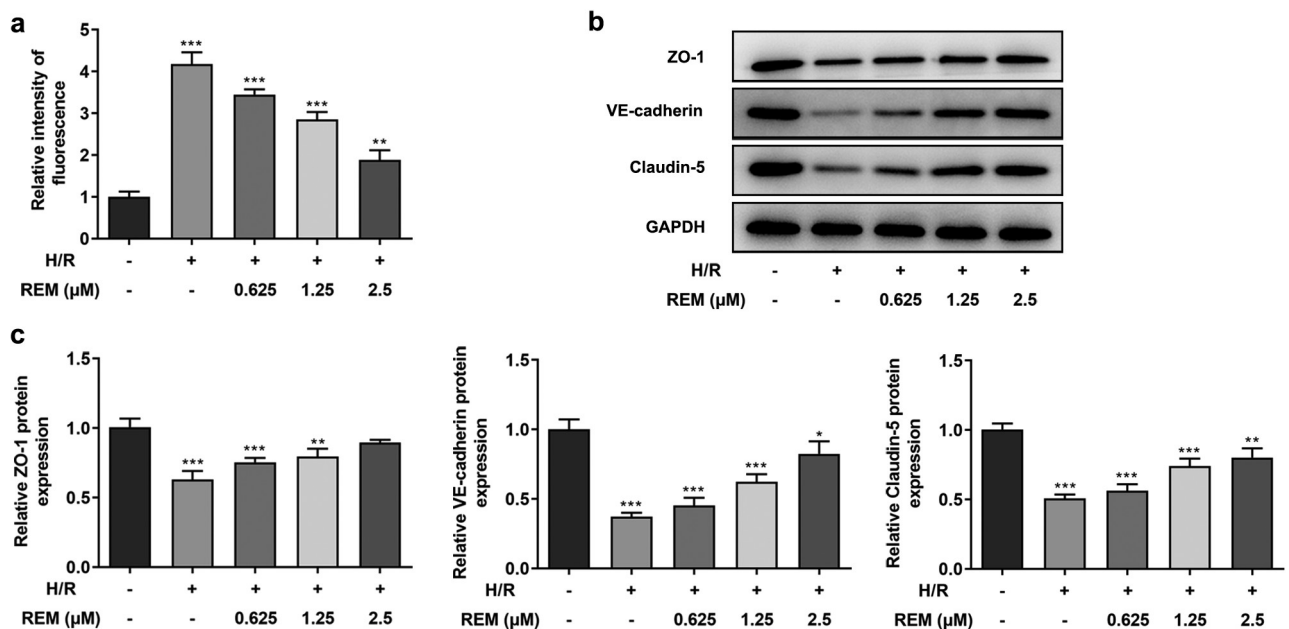 a
Relative intensity of
fluorescence
5
4
3
2
1
0
***
***
***
**
H/R - + + + +
REM (μM) - - 0.625 1.25 2.5
b
ZO-1
VE-cadherin
Claudin-5
GAPDH
H/R - + + + +
REM (μM) - - 0.625 1.25 2.5
c
Relative ZO-1 protein
expression
1.5
1.0
0.5
0.0
***
***
**
H/R - + + + +
REM (μM) - - 0.625 1.25 2.5
Relative VE-cadherin protein
expression
1.5
1.0
0.5
0.0
***
***
***
*
H/R - + + + +
REM (μM) - - 0.625 1.25 2.5
Relative Claudin-5 protein
expression
1.5
1.0
0.5
0.0
***
***
***
**
H/R - + + + +
REM (μM) - - 0.625 1.25 2.5